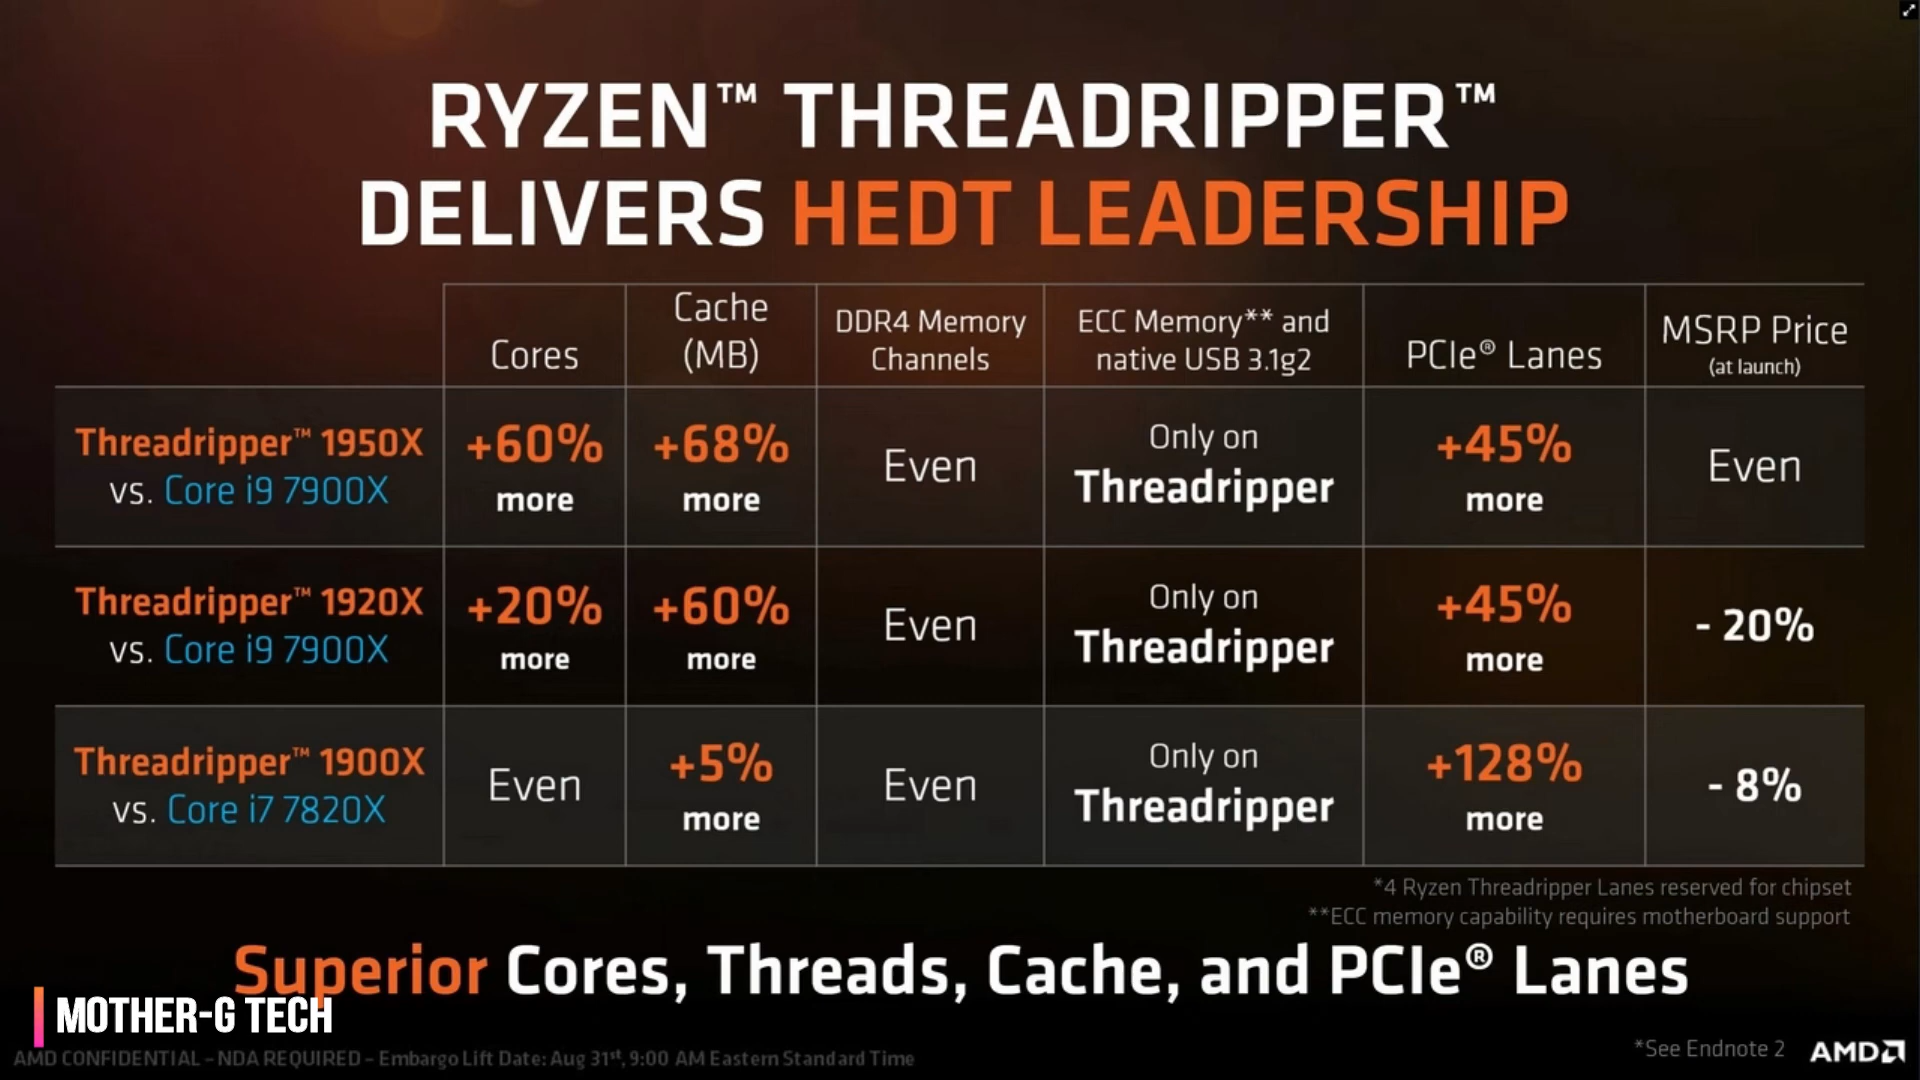 RYZEN™ THREADRIPPER™
DELIVERS HEDT LEADERSHIP
Cores
Cache
(MB)
DDR4 Memory
Channels
ECC Memory** and
native USB 3.1g2
PCIe® Lanes
MSRP Price
(at launch)
Threadripper™ 1950X
vs. Core i9 7900X
+60%
more
+68%
more
Even
Only on
Threadripper
+45%
more
Even
Threadripper™ 1920X
vs. Core i9 7900X
+20%
more
+60%
more
Even
Only on
Threadripper
+45%
more
- 20%
Threadripper™ 1900X
vs. Core i7 7820X
Even
+5%
more
Even
Only on
Threadripper
+128%
more
- 8%
*4 Ryzen Threadripper Lanes reserved for chipset
**ECC memory capability requires motherboard support
Superior Cores, Threads, Cache, and PCIe® Lanes
MOTHER-G TECH
AMD CONFIDENTIAL – NDA REQUIRED – Embargo Lift Date: Aug 31st, 9:00 AM Eastern Standard Time
*See Endnote 2
AMD